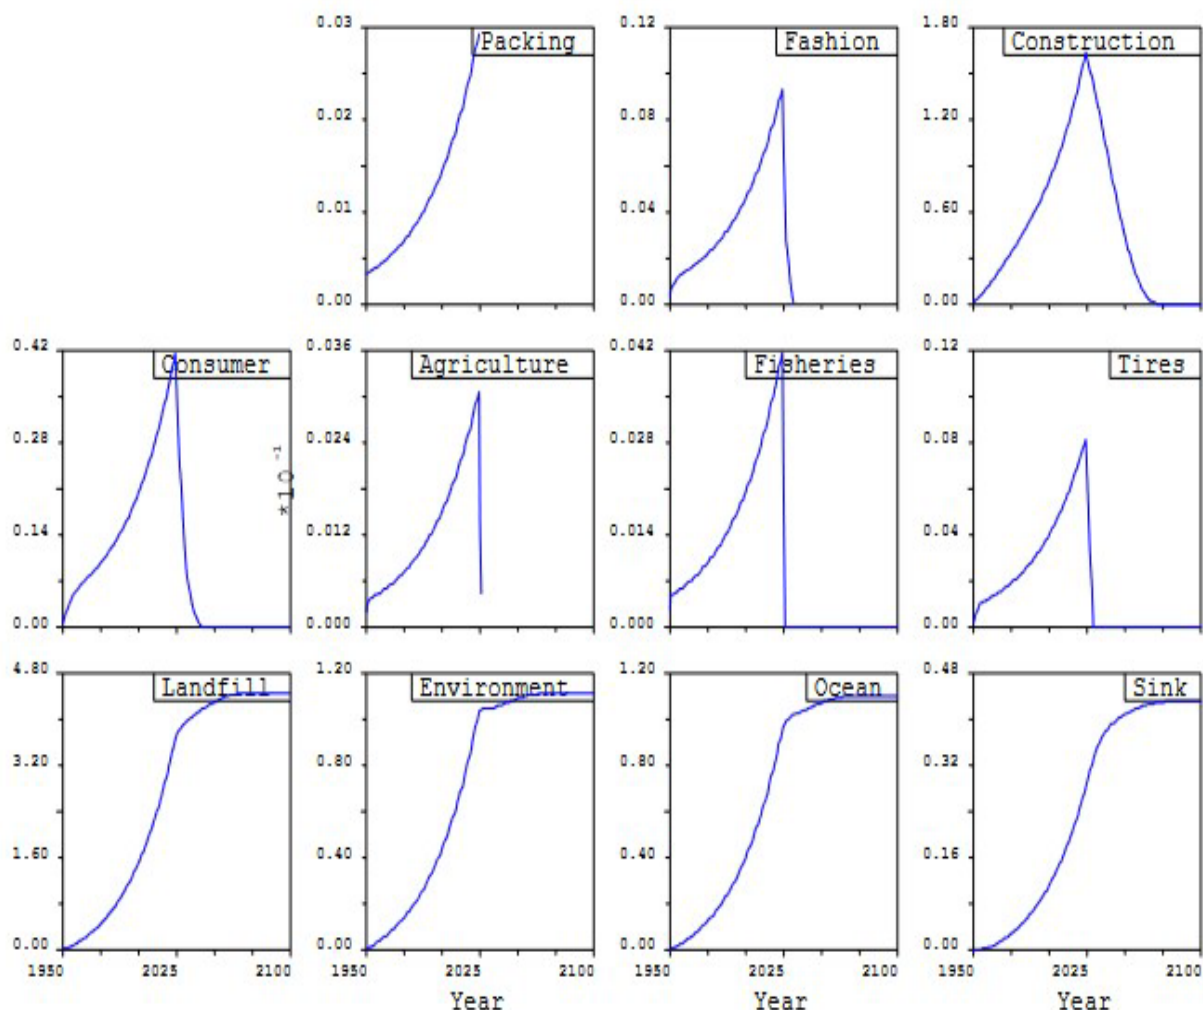 Packing
0.03
0.02
0.01
0.00
Fashion
0.12
0.08
0.04
0.00
Construction
1.80
1.20
0.60
0.00
Consumer
0.42
0.28
0.14
0.00
Agriculture
*10⁻¹
0.036
0.024
0.012
0.000
Fisheries
0.042
0.028
0.014
0.000
Tires
0.12
0.08
0.04
0.00
Landfill
4.80
3.20
1.60
0.00
1950 2025 2100
Environment
1.20
0.80
0.40
0.00
1950 2025 2100
Year
Ocean
1.20
0.80
0.40
0.00
1950 2025 2100
Year
Sink
0.48
0.32
0.16
0.00
1950 2025 2100
Year